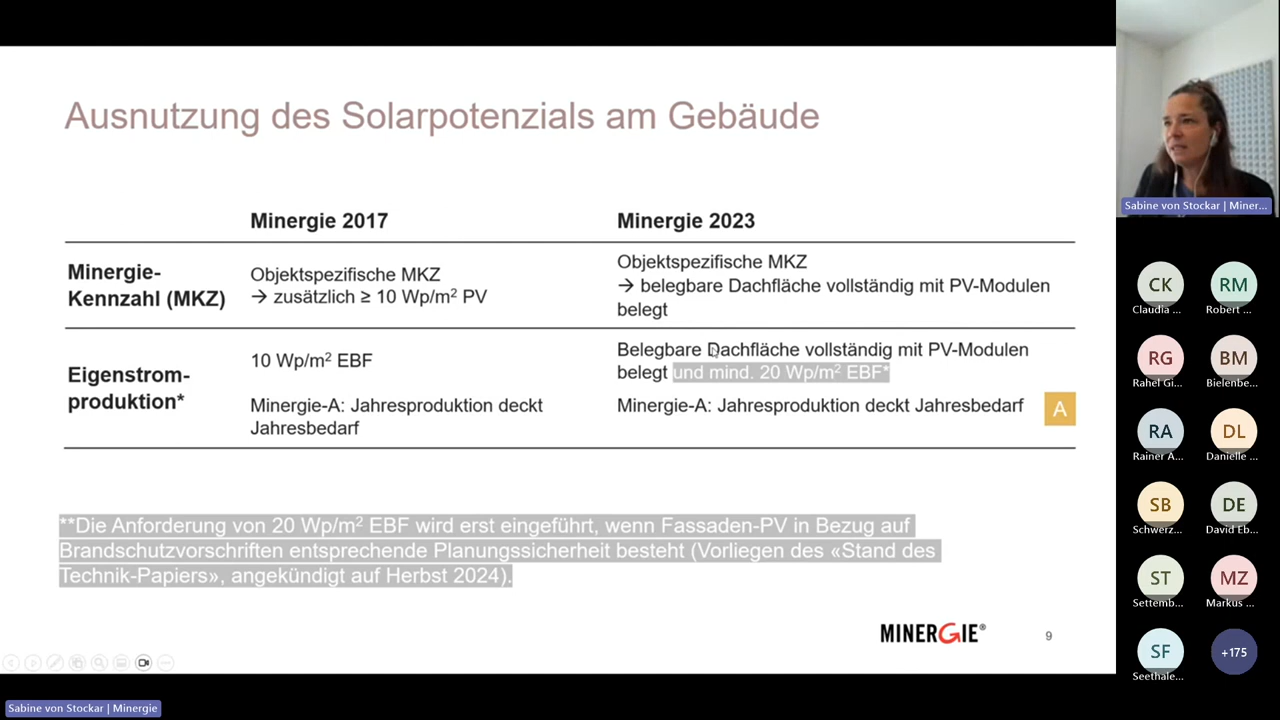 Ausnutzung des Solarpotenzials am Gebäude
Minergie 2017
Minergie 2023
Minergie-
Kennzahl (MKZ)
Objektspezifische MKZ
→ zusätzlich ≥ 10 Wp/m² PV
Objektspezifische MKZ
→ belegbare Dachfläche vollständig mit PV-Modulen
belegt
Eigenstrom-
produktion*
10 Wp/m² EBF
Minergie-A: Jahresproduktion deckt
Jahresbedarf
Belegbare Dachfläche vollständig mit PV-Modulen
belegt und mind. 20 Wp/m² EBF*
Minergie-A: Jahresproduktion deckt Jahresbedarf
A
**Die Anforderung von 20 Wp/m² EBF wird erst eingeführt, wenn Fassaden-PV in Bezug auf
Brandschutzvorschriften entsprechende Planungssicherheit besteht (Vorliegen des «Stand des
Technik-Papiers», angekündigt auf Herbst 2024).
MINERGIE®
9
Sabine von Stockar | Minergie
Sabine von Stockar | Miner...
CK
Claudia ...
RM
Robert ...
RG
Rahel Gi...
BM
Bielenbe...
RA
Rainer A...
DL
Danielle ...
SB
Schwerz...
DE
David Eb...
ST
Settemb...
MZ
Markus ...
SF
Seethale...
+175